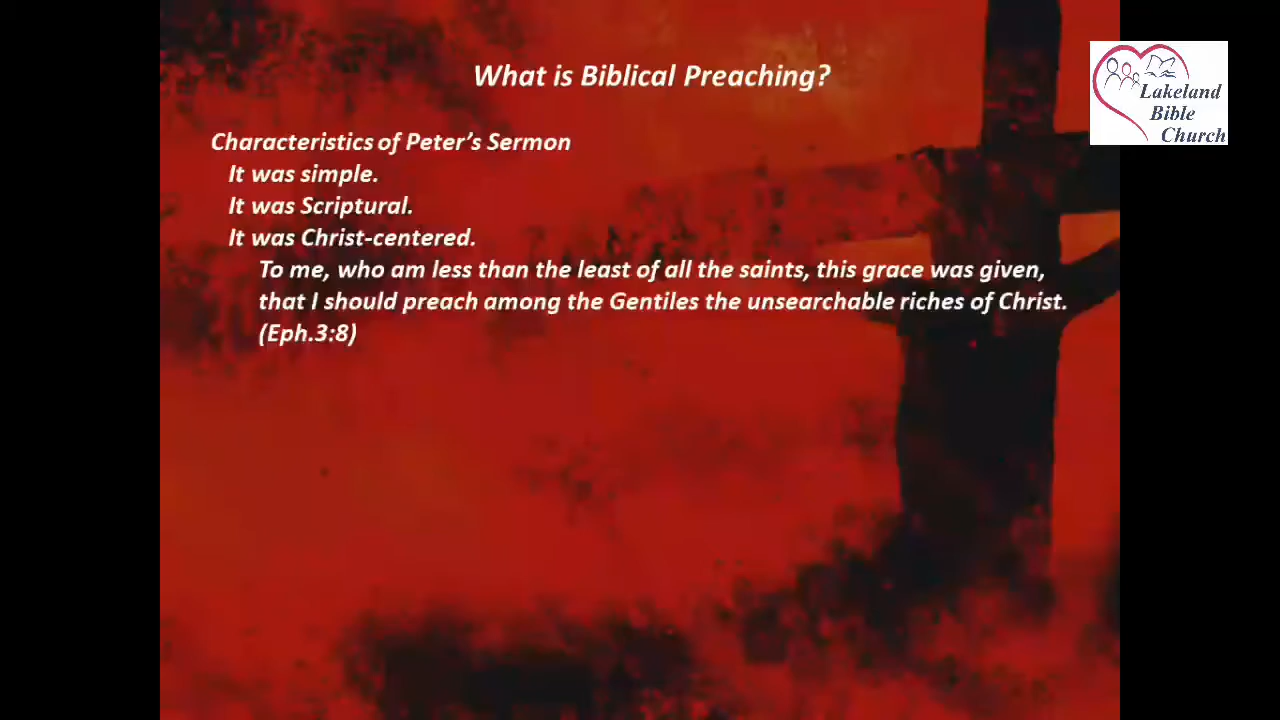 What is Biblical Preaching?
Lakeland
Bible
Church
Characteristics of Peter's Sermon
It was simple.
It was Scriptural.
It was Christ-centered.
To me, who am less than the least of all the saints, this grace was given,
that I should preach among the Gentiles the unsearchable riches of Christ.
(Eph.3:8)